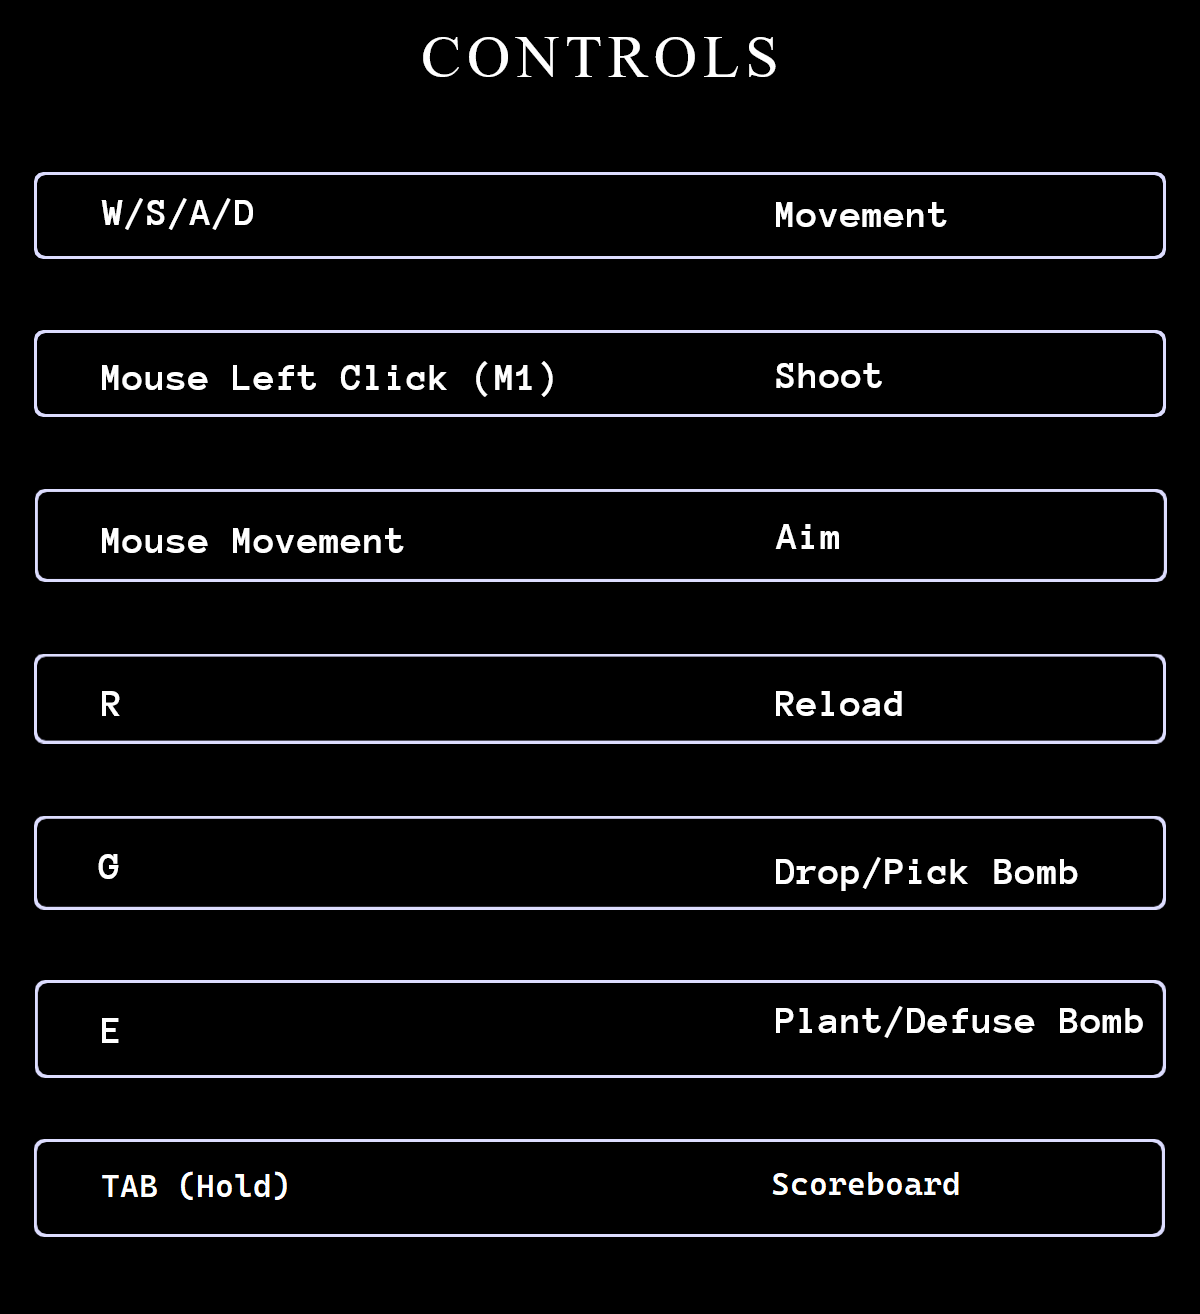 CONTROLS
W/S/A/D Movement
Mouse Left Click (M1) Shoot
Mouse Movement Aim
R Reload
G Drop/Pick Bomb
E Plant/Defuse Bomb
TAB (Hold) Scoreboard